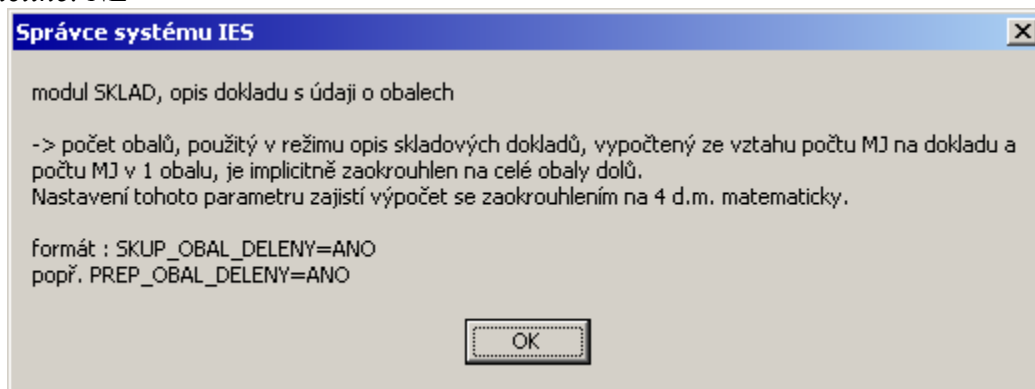 Správce systému IES
modul SKLAD, opis dokladu s údaji o obalech
-> počet obalů, použitý v režimu opis skladových dokladů, vypočtený ze vztahu počtu MJ na dokladu a
počtu MJ v 1 obalu, je implicitně zaokrouhlen na celé obaly dolů.
Nastavení tohoto parametru zajistí výpočet se zaokrouhlením na 4 d.m. matematicky.
formát : SKUP_OBAL_DELENY=ANO
popř. PREP_OBAL_DELENY=ANO
OK